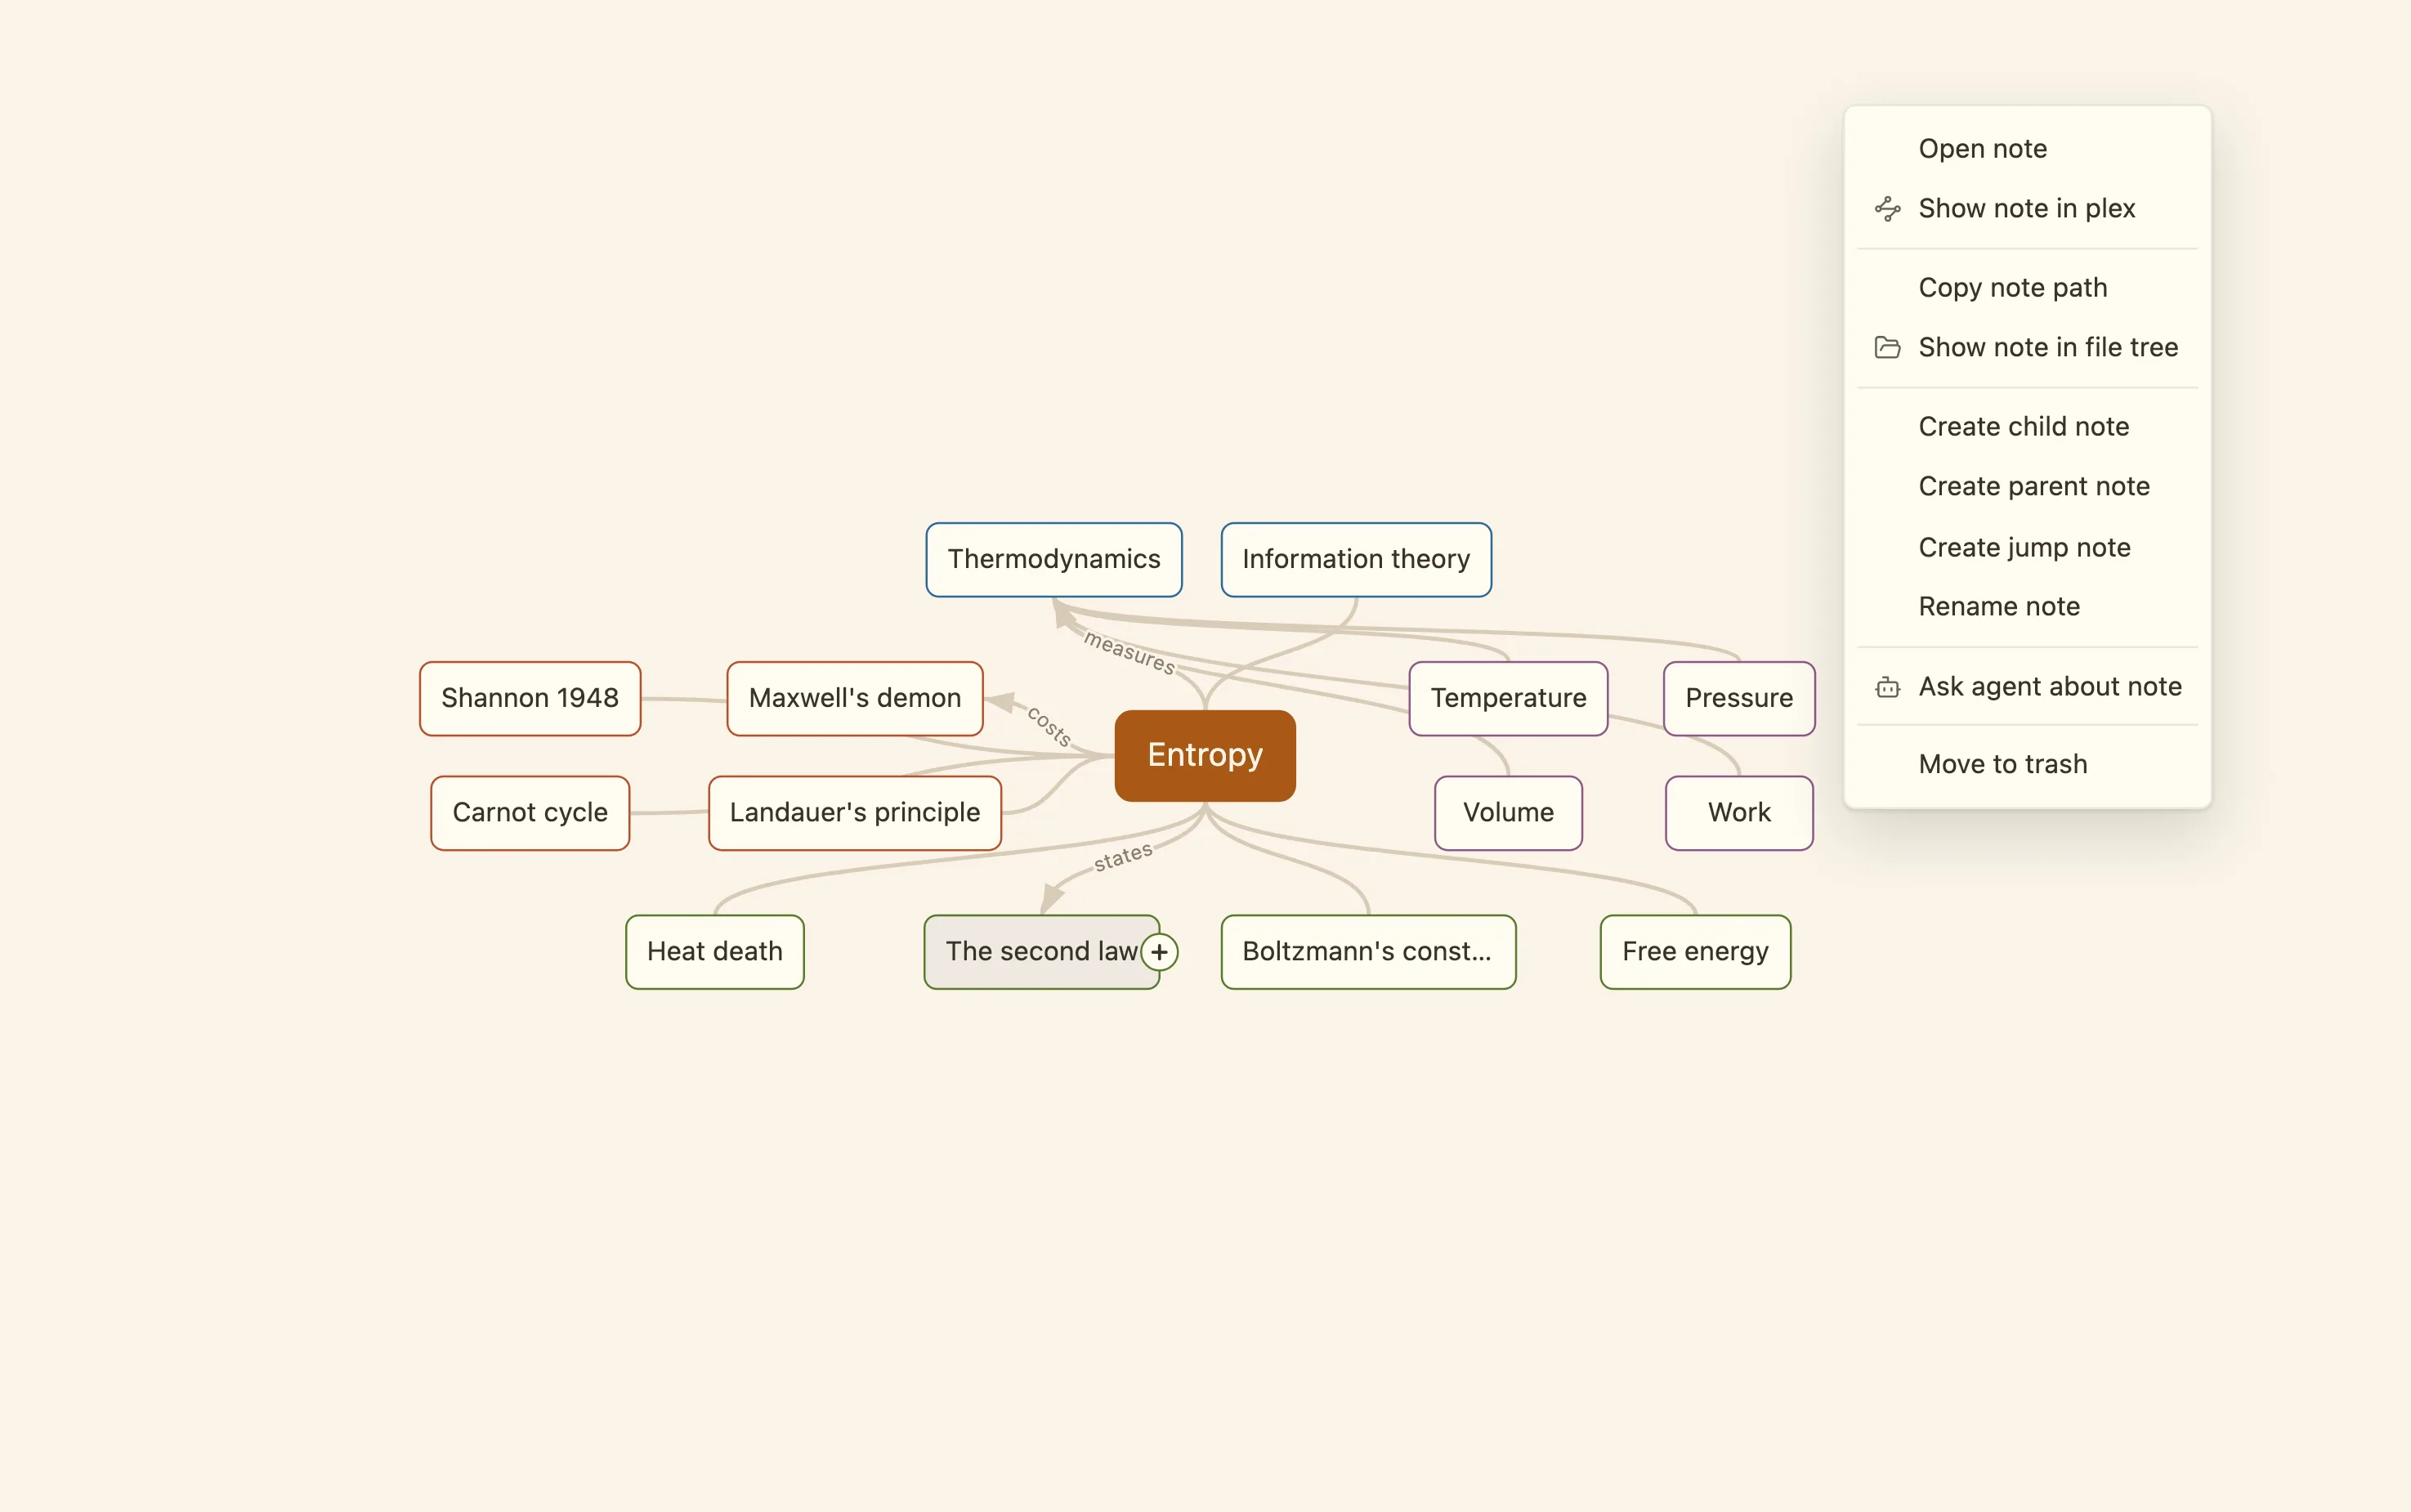 Open note
Show note in plex
Copy note path
Show note in file tree
Create child note
Create parent note
Create jump note
Rename note
Ask agent about note
Move to trash
Thermodynamics
Information theory
measures
Shannon 1948
Maxwell's demon
costs
Entropy
Temperature
Pressure
Carnot cycle
Landauer's principle
Volume
Work
states
Heat death
The second law
+
Boltzmann's const...
Free energy